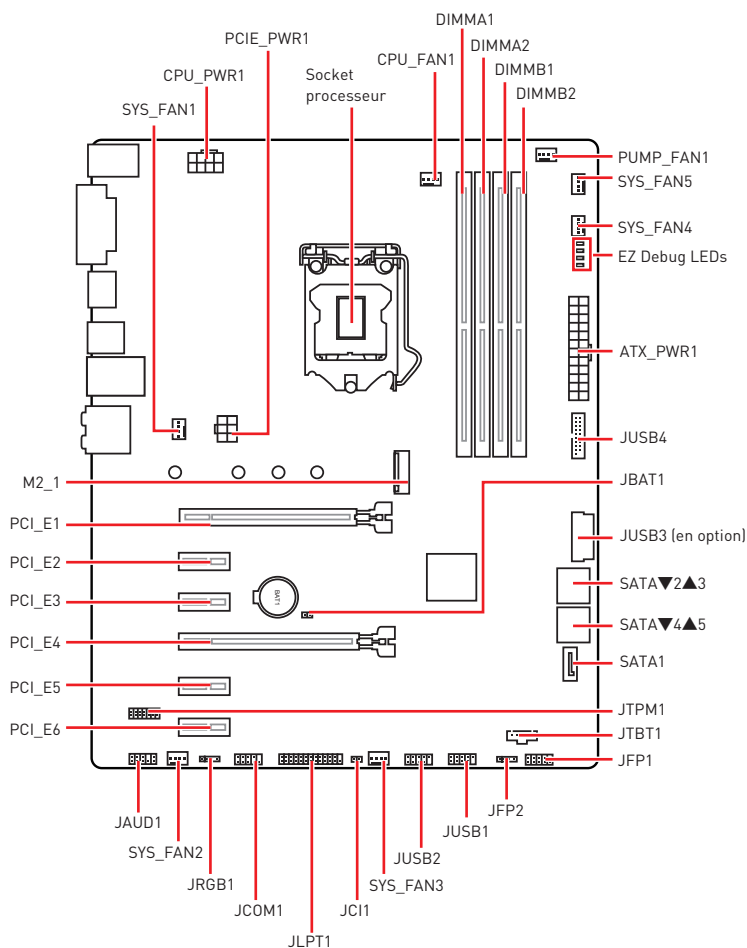 DIMMA1
PCIE_PWR1
DIMMA2
CPU_FAN1
CPU_PWR1
Socket
processeur
DIMMB1
SYS_FAN1
DIMMB2
PUMP_FAN1
SYS_FAN5
SYS_FAN4
EZ Debug LEDs
ATX_PWR1
JUSB4
M2_1
JBAT1
PCI_E1
JUSB3 (en option)
PCI_E2
SATA▼2▲3
BAT1
PCI_E3
SATA▼4▲5
PCI_E4
SATA1
PCI_E5
JTPM1
PCI_E6
JTBT1
JFP1
JAUD1
JFP2
SYS_FAN2
JUSB1
JRGB1
JUSB2
JCOM1
JCI1
SYS_FAN3
JLPT1